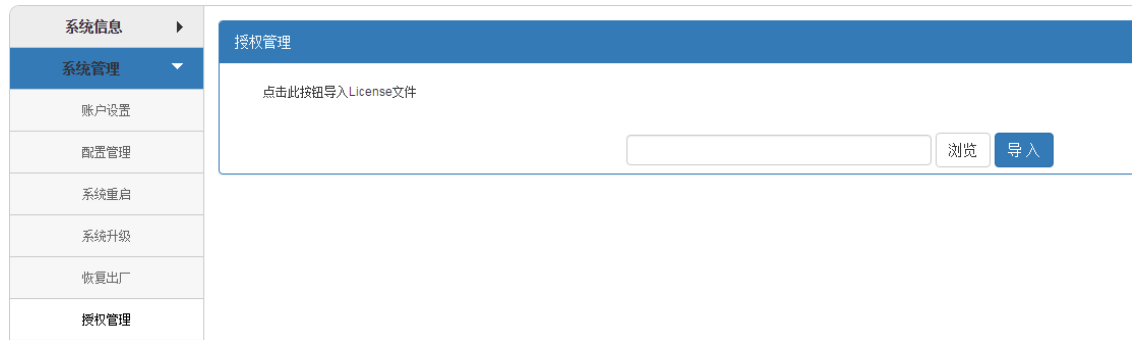 系统信息
系统管理
账户设置
配置管理
系统重启
系统升级
恢复出厂
授权管理
授权管理
点击此按钮导入License文件
浏览 导入